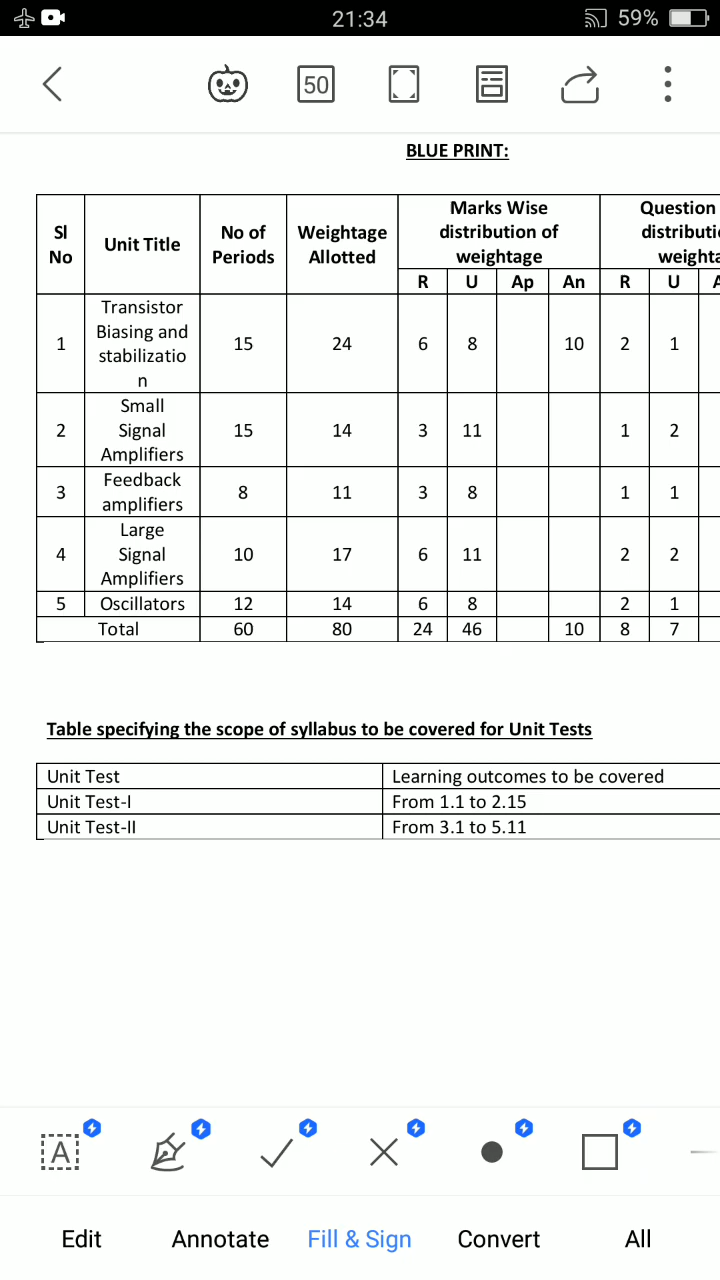 21:34
59%
50
BLUE PRINT:
Sl No
Unit Title
No of Periods
Weightage Allotted
Marks Wise distribution of weightage
Question
R U Ap An R U
1 Transistor Biasing and stabilizatio n 15 24 6 8 10 2 1
2 Small Signal Amplifiers 15 14 3 11 1 2
3 Feedback amplifiers 8 11 3 8 1 1
4 Large Signal Amplifiers 10 17 6 11 2 2
5 Oscillators 12 14 6 8 2 1
Total 60 80 24 46 10 8 7
Table specifying the scope of syllabus to be covered for Unit Tests
Unit Test Learning outcomes to be covered
Unit Test-I From 1.1 to 2.15
Unit Test-II From 3.1 to 5.11
A
Edit Annotate Fill & Sign Convert All